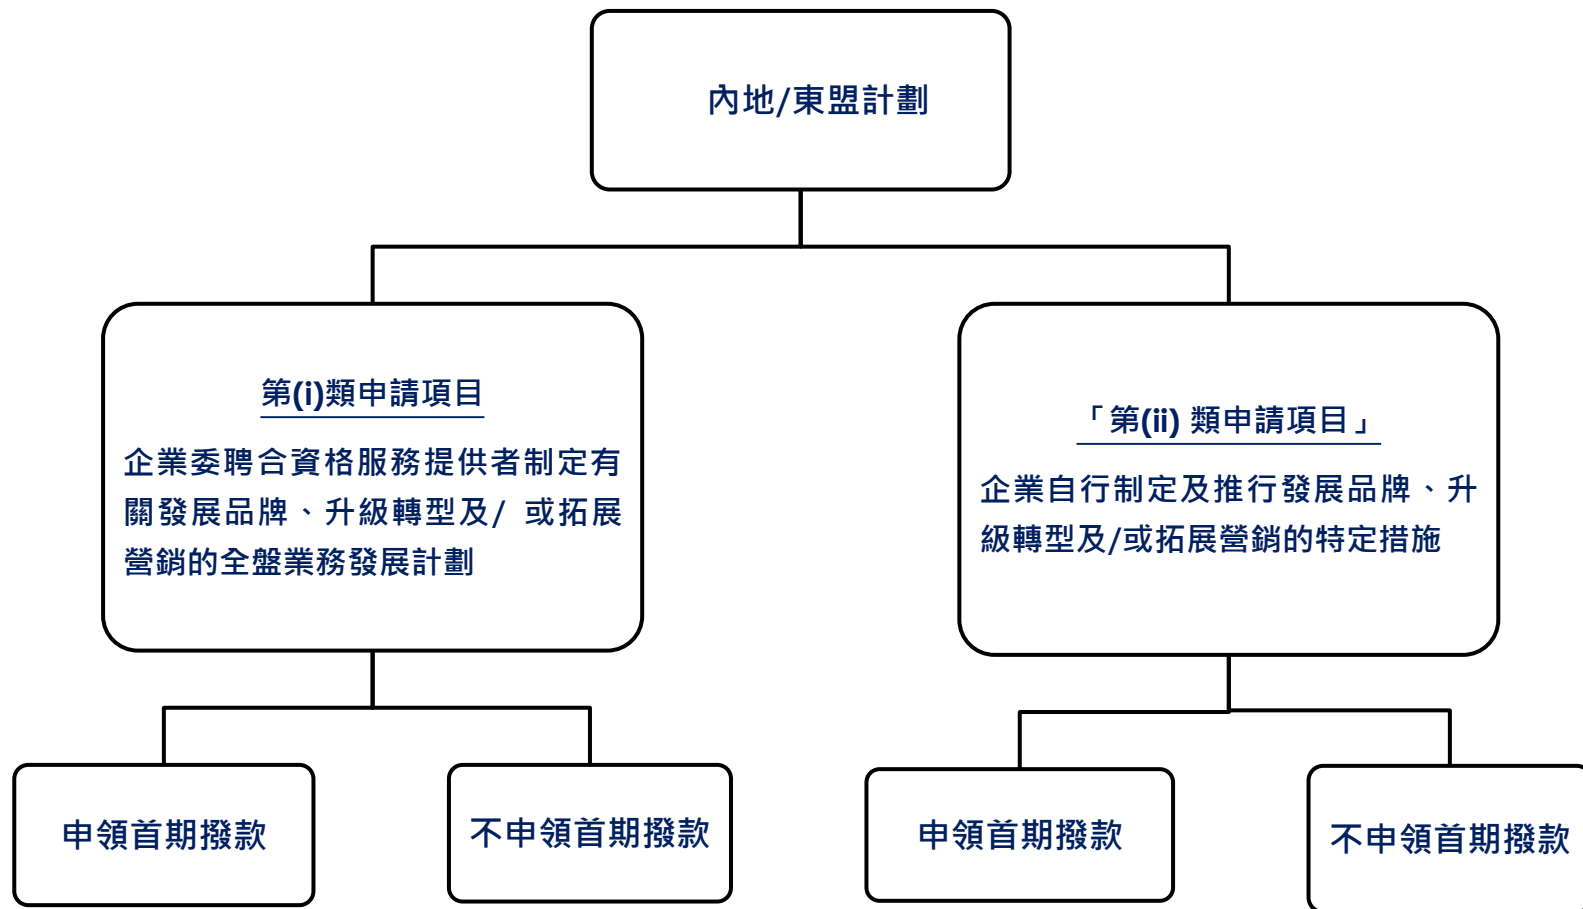 內地/東盟計劃
第(i)類申請項目
企業委聘合資格服務提供者制定有
關發展品牌、升級轉型及/ 或拓展
營銷的全盤業務發展計劃
「第(ii) 類申請項目」
企業自行制定及推行發展品牌、升
級轉型及/或拓展營銷的特定措施
申領首期撥款
不申領首期撥款
申領首期撥款
不申領首期撥款